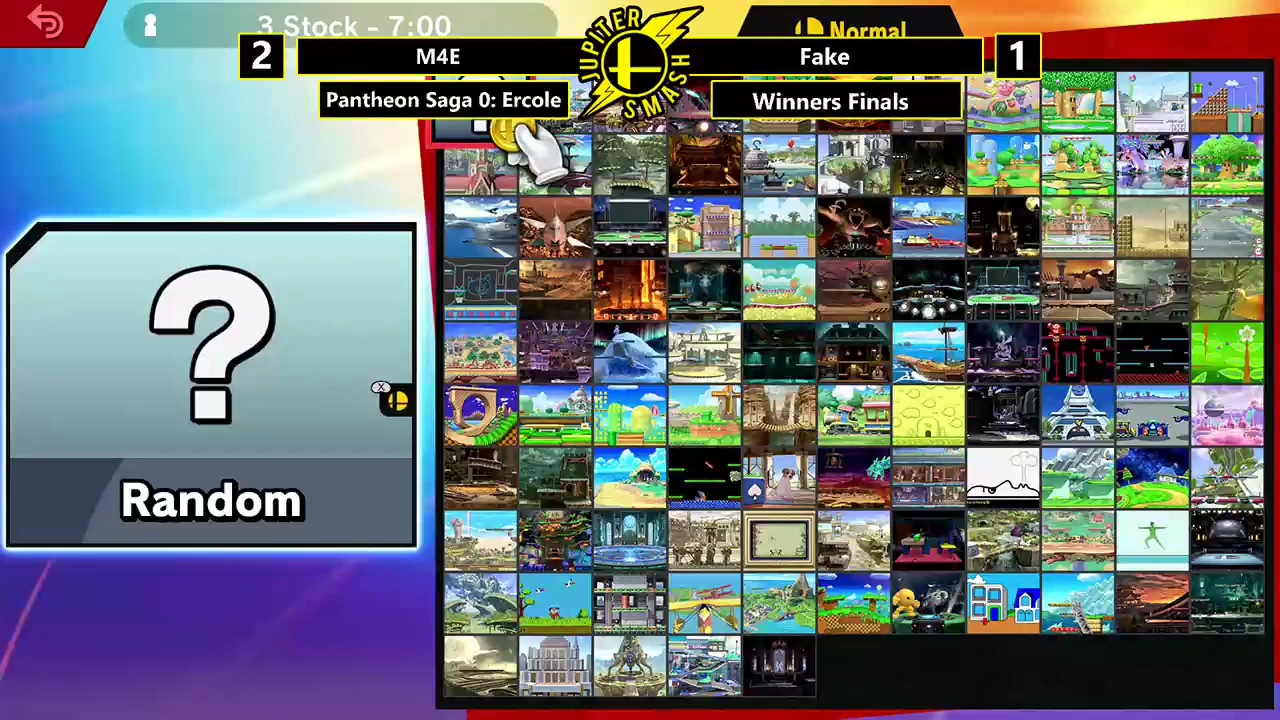 3 Stock - 7:00
Normal
2
M4E
JUPITER
SMASH
Fake
1
Pantheon Saga 0: Ercole
Winners Finals
X
Random